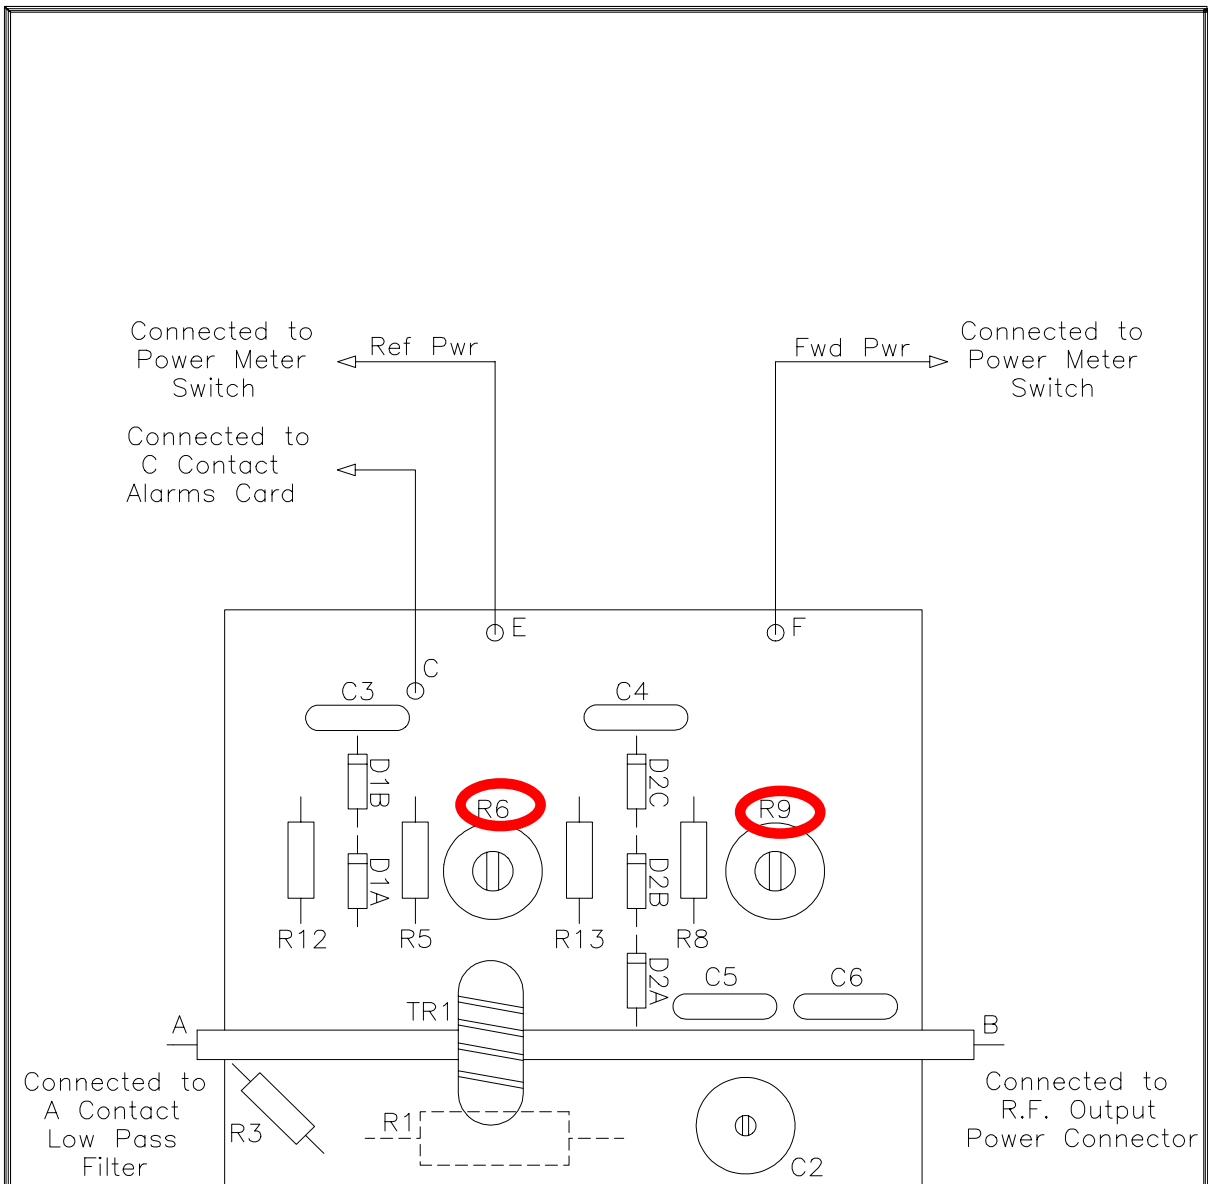 Connected to
Power Meter
Switch
Ref Pwr
Fwd Pwr
Connected to
Power Meter
Switch
Connected to
C Contact
Alarms Card
E
F
C
C3
C4
D1B
D2C
R6
R9
D1A
D2B
R12
R5
R13
R8
D2A
C5
C6
TR1
A
B
Connected to
A Contact
Low Pass
Filter
R3
R1
C2
Connected to
R.F. Output
Power Connector